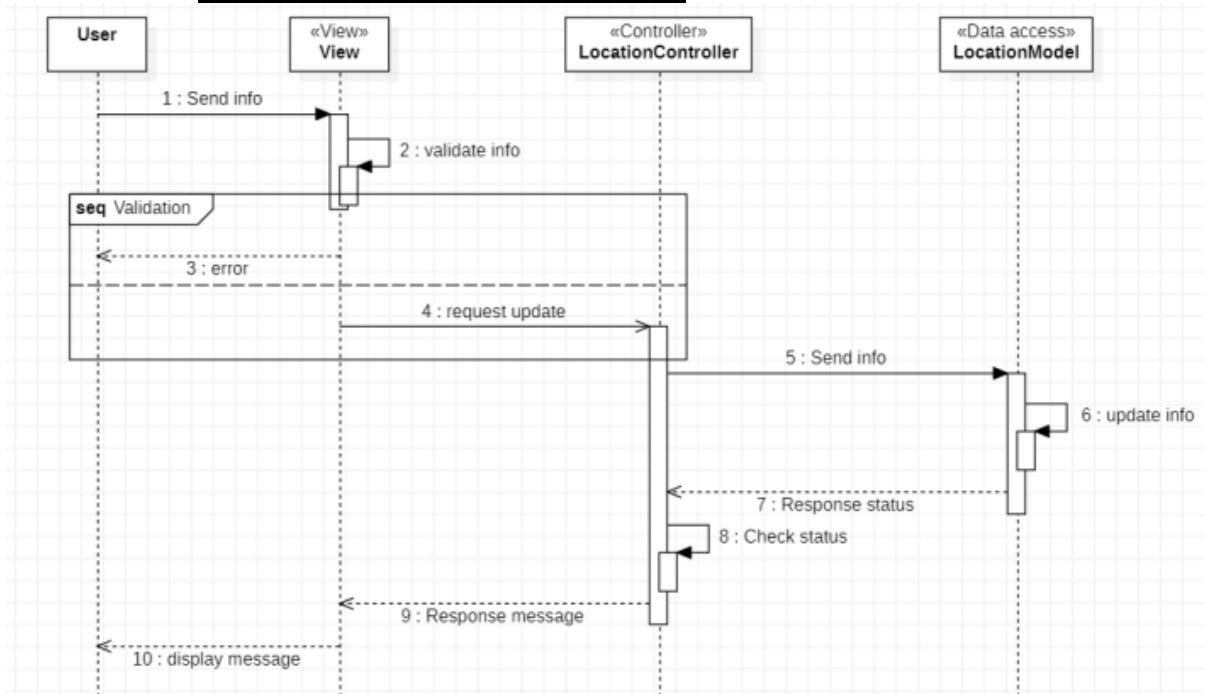 User
«View»
View
«Controller»
LocationController
«Data access»
LocationModel
1 : Send info
2 : validate info
seq Validation
3 : error
4 : request update
5 : Send info
6 : update info
7 : Response status
8 : Check status
9 : Response message
10 : display message